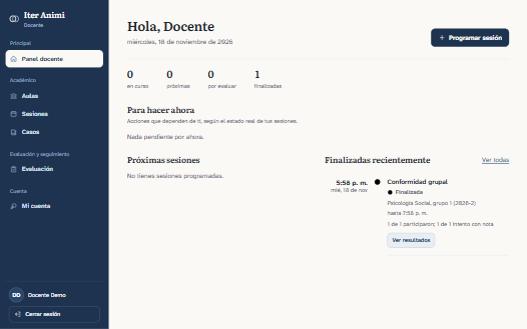 Iter Animi
Docente
Principal
Panel docente
Académico
Aulas
Sesiones
Casos
Evaluación y seguimiento
Evaluación
Cuenta
Mi cuenta
DD Docente Demo
Cerrar sesión
Hola, Docente
miércoles, 18 de noviembre de 2026
+ Programar sesión
0 0 0 1
en curso próximas por evaluar finalizadas
Para hacer ahora
Acciones que dependen de ti, según el estado real de tus sesiones.
Nada pendiente por ahora.
Próximas sesiones
No tienes sesiones programadas.
Finalizadas recientemente
Ver todas
5:58 p. m.
mié, 18 de nov
Conformidad grupal
Finalizada
Psicología Social, grupo 1 (2026-2)
hasta 7:58 p. m.
1 de 1 participaron; 1 de 1 intento con nota
Ver resultados